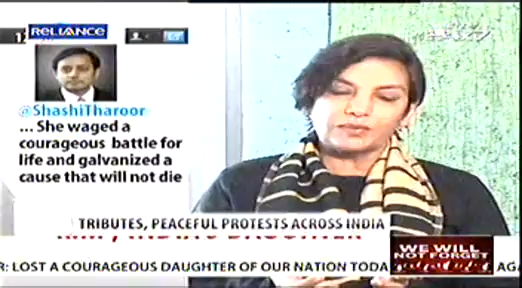 RELIANCE
@ShashiTharoor
... She waged a
courageous battle for
life and galvanized a
cause that will not die
TRIBUTES, PEACEFUL PROTESTS ACROSS INDIA
WE WILL
NOT FORGET
R: LOST A COURAGEOUS DAUGHTER OF OUR NATION TODA